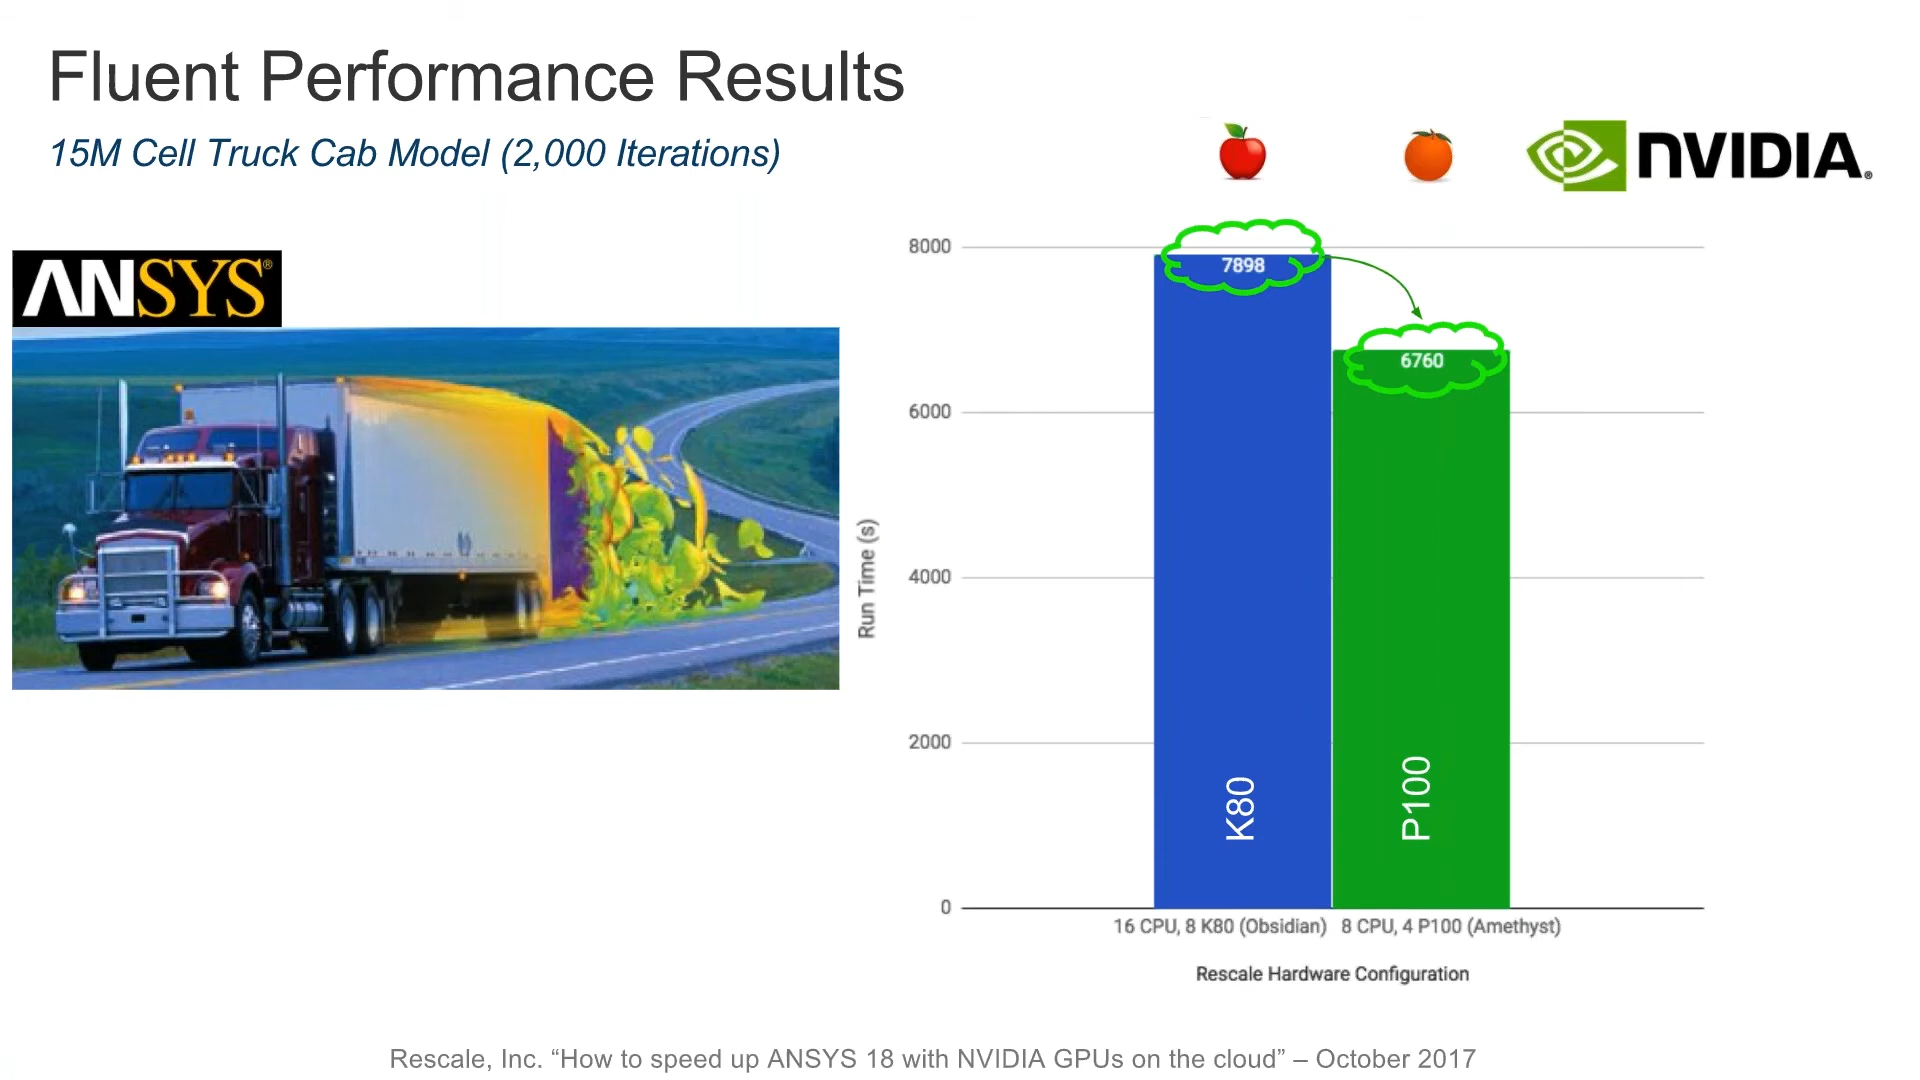 Fluent Performance Results
15M Cell Truck Cab Model (2,000 Iterations)
NVIDIA®
ANSYS®
8000
6000
4000
2000
0
Run Time (s)
7898
6760
K80
P100
16 CPU, 8 K80 (Obsidian)
8 CPU, 4 P100 (Amethyst)
Rescale Hardware Configuration
Rescale, Inc. “How to speed up ANSYS 18 with NVIDIA GPUs on the cloud” – October 2017